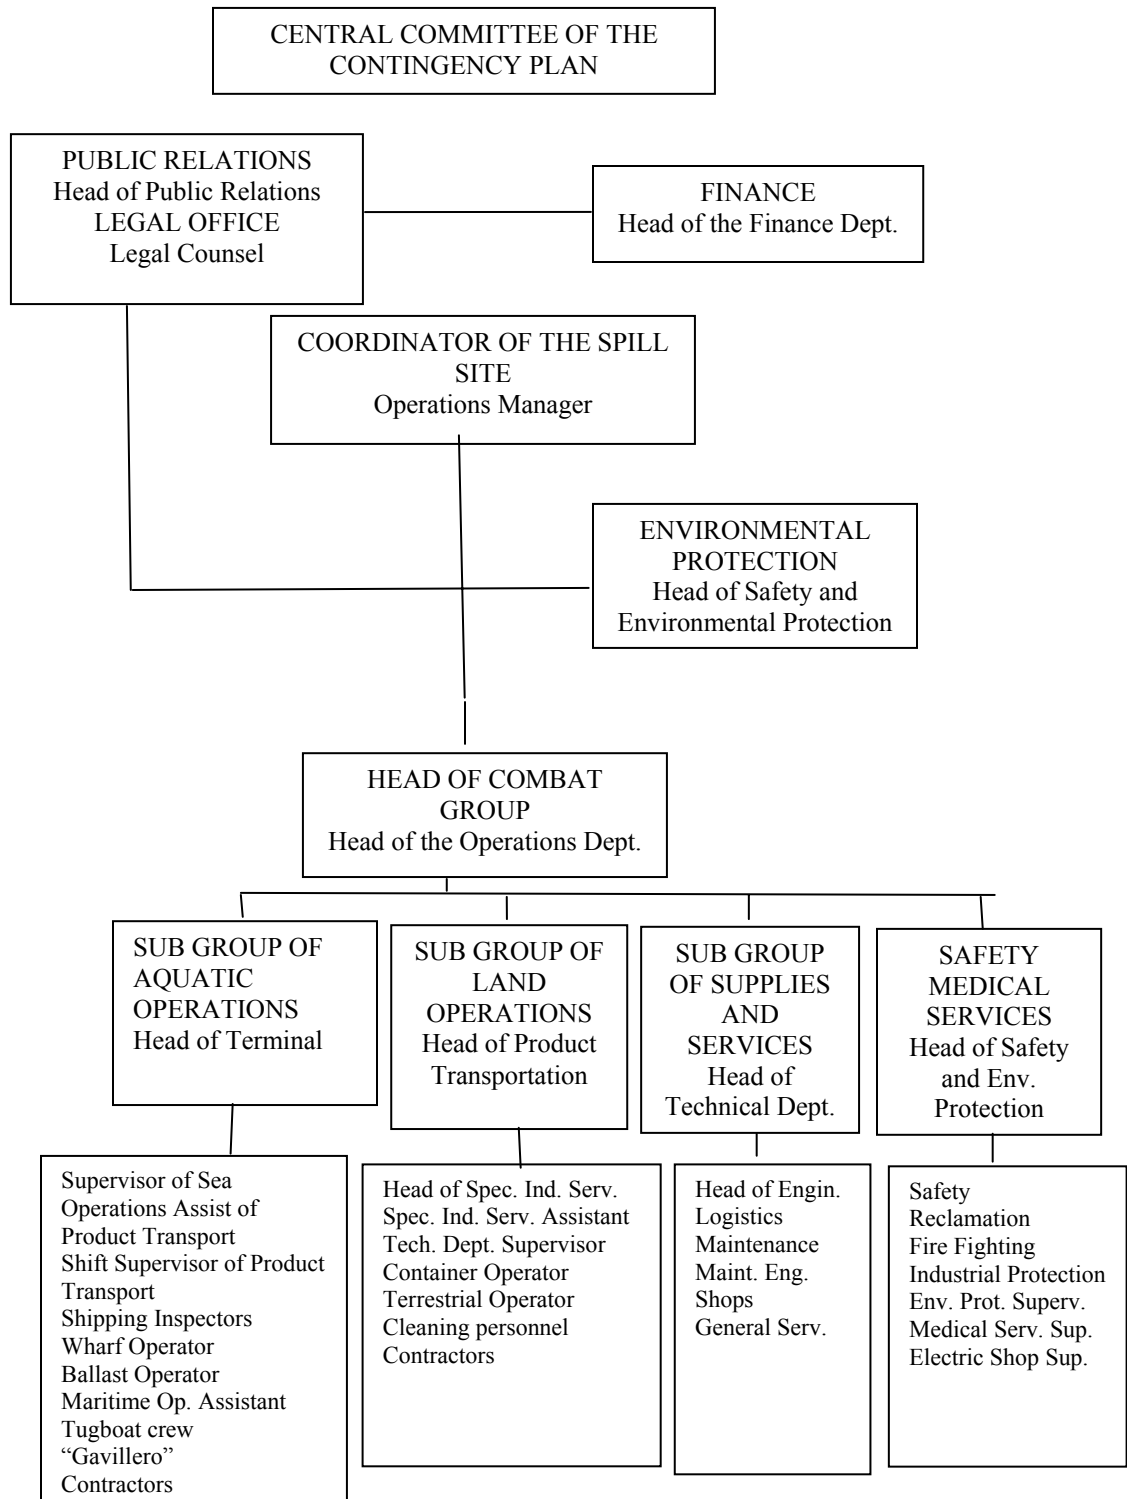 CENTRAL COMMITTEE OF THE
CONTINGENCY PLAN
PUBLIC RELATIONS
Head of Public Relations
LEGAL OFFICE
Legal Counsel
FINANCE
Head of the Finance Dept.
COORDINATOR OF THE SPILL
SITE
Operations Manager
ENVIRONMENTAL
PROTECTION
Head of Safety and
Environmental Protection
HEAD OF COMBAT
GROUP
Head of the Operations Dept.
SUB GROUP OF
AQUATIC
OPERATIONS
Head of Terminal
SUB GROUP OF
LAND
OPERATIONS
Head of Product
Transportation
SUB GROUP
OF SUPPLIES
AND
SERVICES
Head of
Technical Dept.
SAFETY
MEDICAL
SERVICES
Head of Safety
and Env.
Protection
Supervisor of Sea
Operations Assist of
Product Transport
Shift Supervisor of Product
Transport
Shipping Inspectors
Wharf Operator
Ballast Operator
Maritime Op. Assistant
Tugboat crew
“Gavillero”
Contractors
Head of Spec. Ind. Serv.
Spec. Ind. Serv. Assistant
Tech. Dept. Supervisor
Container Operator
Terrestrial Operator
Cleaning personnel
Contractors
Head of Engin.
Logistics
Maintenance
Maint. Eng.
Shops
General Serv.
Safety
Reclamation
Fire Fighting
Industrial Protection
Env. Prot. Superv.
Medical Serv. Sup.
Electric Shop Sup.